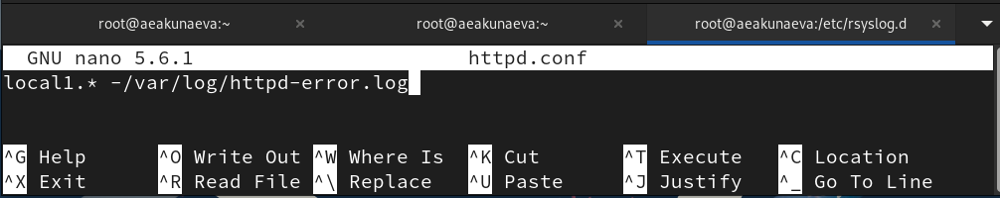 root@aeakunaeva:~ × root@aeakunaeva:~ × root@aeakunaeva:/etc/rsyslog.d ×
GNU nano 5.6.1 httpd.conf
local1.* -/var/log/httpd-error.log
^G Help ^O Write Out ^W Where Is ^K Cut ^T Execute ^C Location
^X Exit ^R Read File ^\ Replace ^U Paste ^J Justify ^_ Go To Line